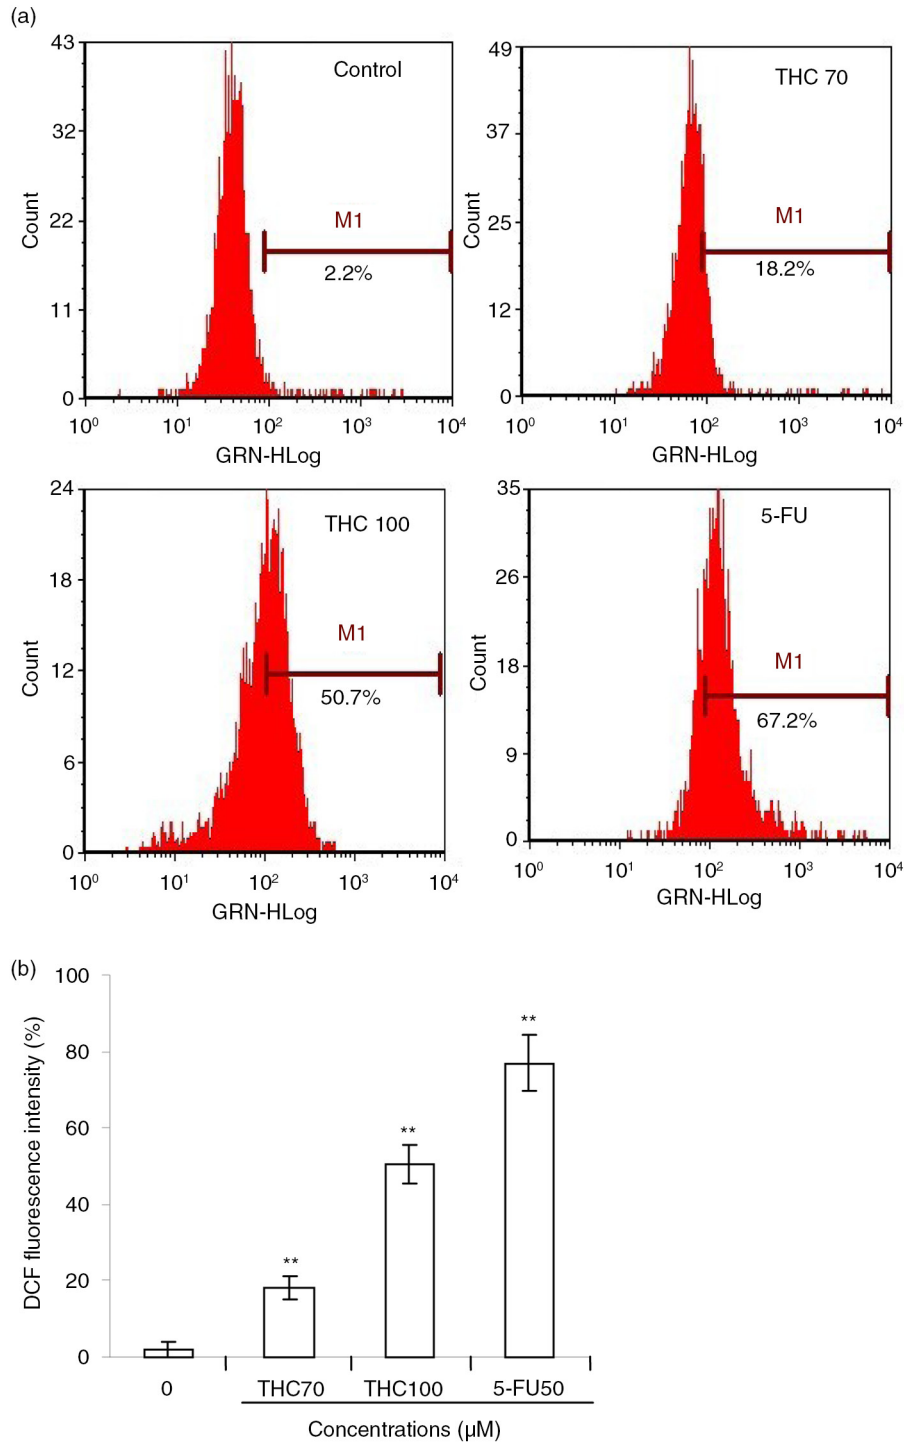 (a)
43
32
22
11
0
Count
Control
M1
2.2%
10⁰ 10¹ 10² 10³ 10⁴
GRN-HLog
49
37
25
12
0
Count
THC 70
M1
18.2%
10⁰ 10¹ 10² 10³ 10⁴
GRN-HLog
24
18
12
6
0
Count
THC 100
M1
50.7%
10⁰ 10¹ 10² 10³ 10⁴
GRN-HLog
35
26
18
9
0
Count
5-FU
M1
67.2%
10⁰ 10¹ 10² 10³ 10⁴
GRN-HLog
(b)
100
80
60
40
20
0
DCF fluorescence intensity (%)
**
**
**
0 THC70 THC100 5-FU50
Concentrations (μM)